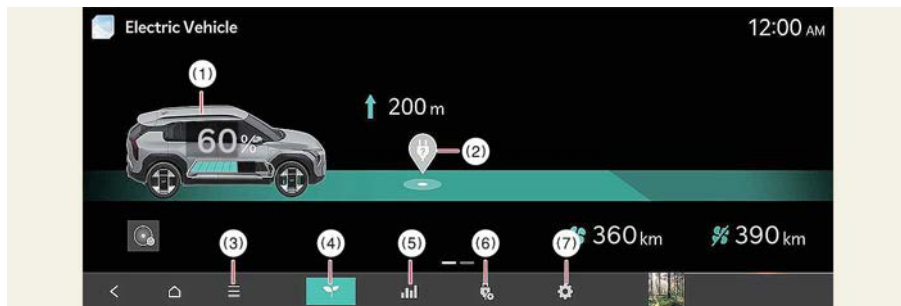 Electric Vehicle
12:00 AM
(1)
200 m
60%
(2)
(3)
(4)
(5)
(6)
(7)
360 km
390 km